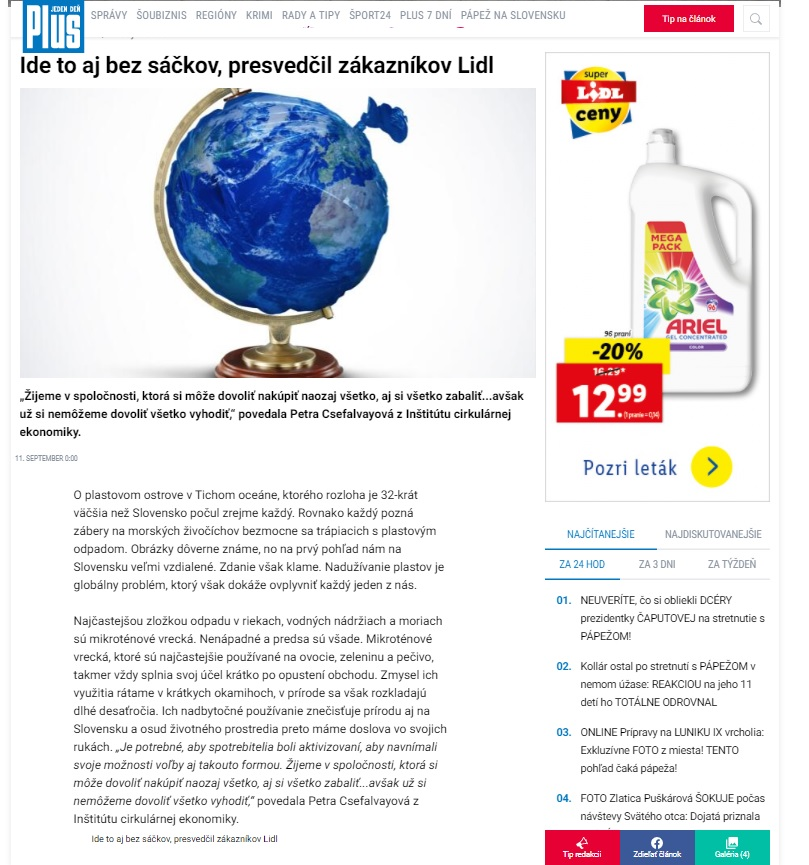 JEDEN DEŇ
Plus
SPRÁVY ŠOUBIZNIS REGIÓNY KRIMI RADY A TIPY ŠPORT24 PLUS 7 DNÍ PÁPEŽ NA SLOVENSKU
Tip na článok
Ide to aj bez sáčkov, presvedčil zákazníkov Lidl
„Žijeme v spoločnosti, ktorá si môže dovoliť nakúpiť naozaj všetko, aj si všetko zabaliť...avšak
už si nemôžeme dovoliť všetko vyhodiť,“ povedala Petra Csefalvayová z Inštitútu cirkulárnej
ekonomiky.
11. SEPTEMBER 0:00
O plastovom ostrove v Tichom oceáne, ktorého rozloha je 32-krát
väčšia než Slovensko počul zrejme každý. Rovnako každý pozná
zábery na morských živočíchov bezmocne sa trápiacich s plastovým
odpadom. Obrázky dôverne známe, no na prvý pohľad nám na
Slovensku veľmi vzdialené. Zdanie však klame. Nadužívanie plastov je
globálny problém, ktorý však dokáže ovplyvniť každý jeden z nás.
Najčastejšou zložkou odpadu v riekach, vodných nádržiach a moriach
sú mikroténové vrecká. Nenápadné a predsa sú všade. Mikroténové
vrecká, ktoré sú najčastejšie používané na ovocie, zeleninu a pečivo,
takmer vždy splnia svoj účel krátko po opustení obchodu. Zmysel ich
využitia rátame v krátkych okamihoch, v prírode sa však rozkladajú
dlhé desaťročia. Ich nadbytočné používanie znečisťuje prírodu aj na
Slovensku a osud životného prostredia preto máme doslova vo svojich
rukách. „Je potrebné, aby spotrebitelia boli aktivizovaní, aby navnímali
svoje možnosti voľby aj takouto formou. Žijeme v spoločnosti, ktorá si
môže dovoliť nakúpiť naozaj všetko, aj si všetko zabaliť...avšak už si
nemôžeme dovoliť všetko vyhodiť,“ povedala Petra Csefalvayová z
Inštitútu cirkulárnej ekonomiky.
Ide to aj bez sáčkov, presvedčil zákazníkov Lidl
super
LIDL
ceny
MEGA
PACK
96
ARIEL
GEL CONCENTRATED
COLOR
96 praní
-20%
16,29*
12.99
(1 pranie = 0,14)
Pozri leták
NAJČÍTANEJŠIE NAJDISKUTOVANEJŠIE
ZA 24 HOD ZA 3 DNI ZA TÝŽDEŇ
01. NEUVERÍTE, čo si obliekli DCÉRY
prezidentky ČAPUTOVEJ na stretnutie s
PÁPEŽOM!
02. Kollár ostal po stretnutí s PÁPEŽOM v
nemom úžase: REAKCIOU na jeho 11
detí ho TOTÁLNE ODROVNAL
03. ONLINE Prípravy na LUNIKU IX vrcholia:
Exkluzívne FOTO z miesta! TENTO
pohľad čaká pápeža!
04. FOTO Zlatica Puškárová ŠOKUJE počas
návštevy Svätého otca: Dojatá priznala
Tip redakcii
Zdieľať článok
Galéria (4)